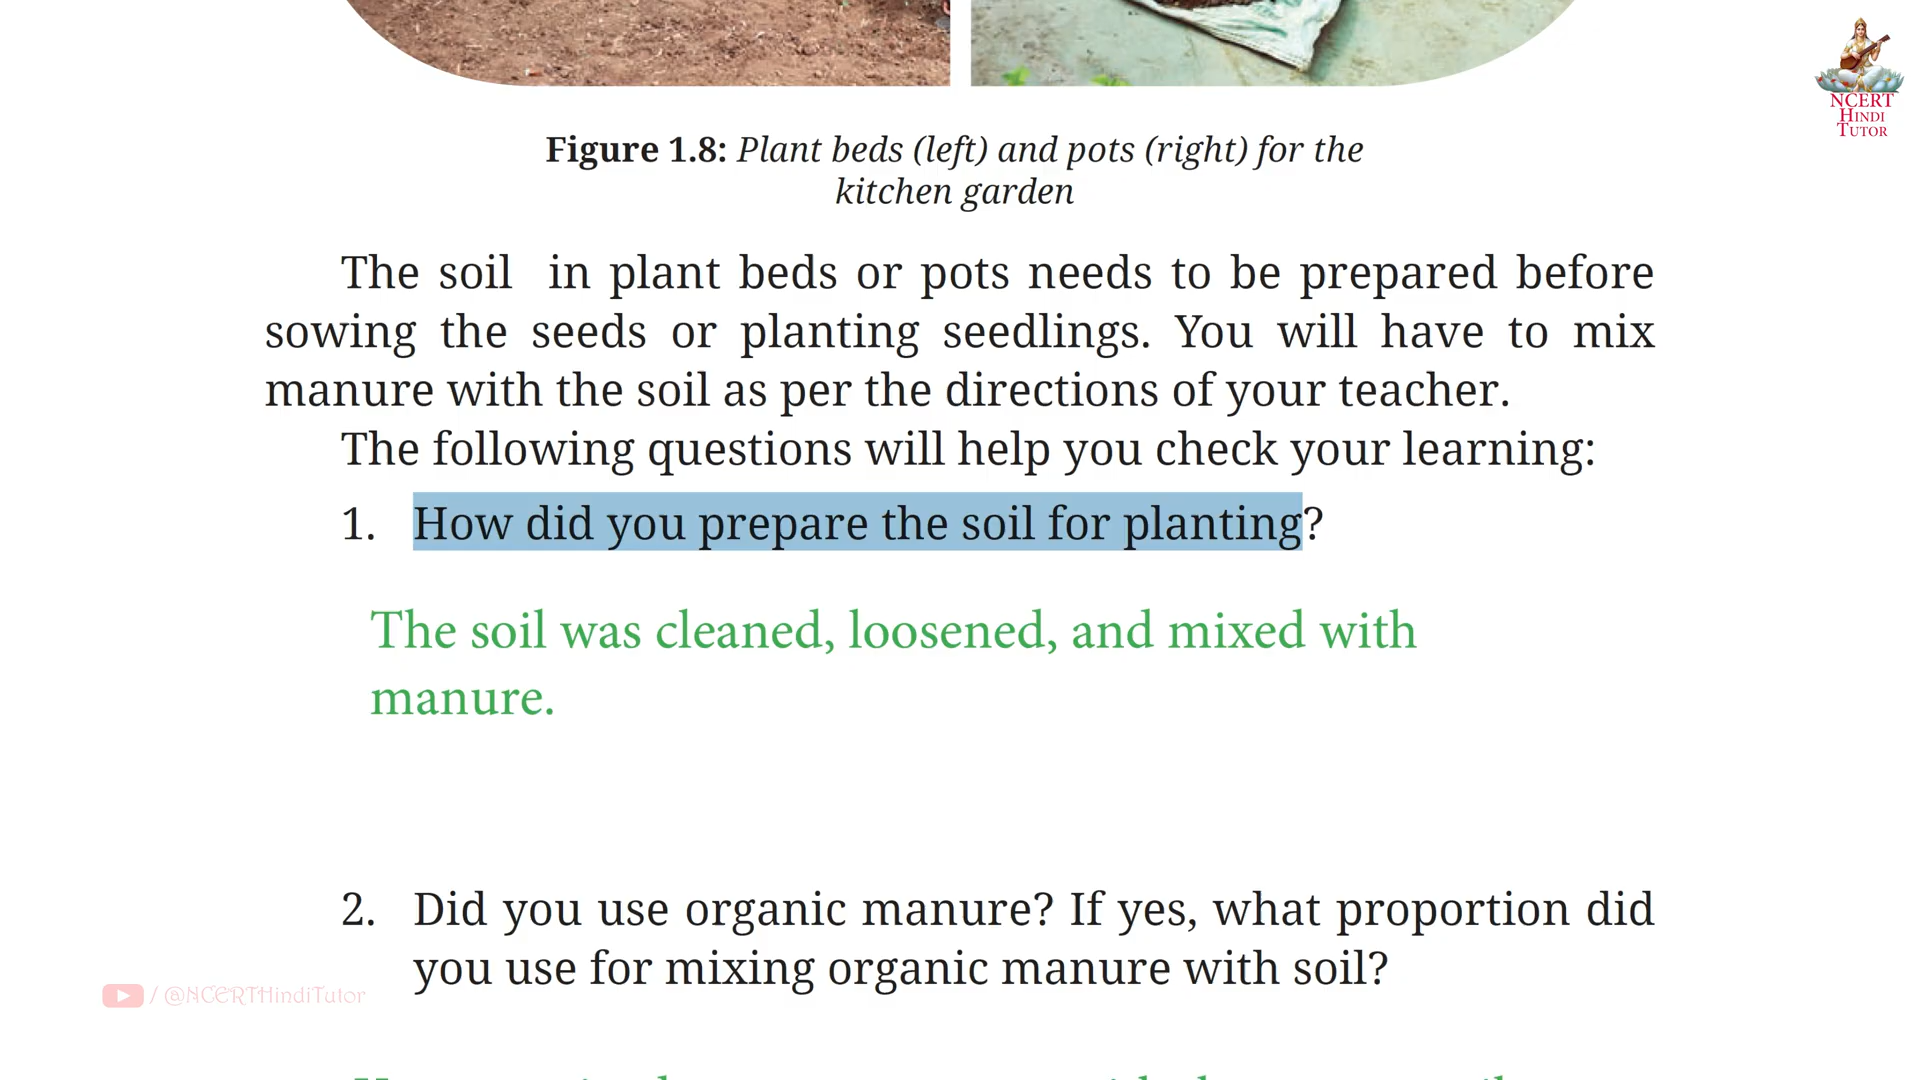 NCERT
HINDI
TUTOR
Figure 1.8: Plant beds (left) and pots (right) for the
kitchen garden
The soil in plant beds or pots needs to be prepared before
sowing the seeds or planting seedlings. You will have to mix
manure with the soil as per the directions of your teacher.
The following questions will help you check your learning:
1. How did you prepare the soil for planting?
The soil was cleaned, loosened, and mixed with
manure.
2. Did you use organic manure? If yes, what proportion did
you use for mixing organic manure with soil?
/ @NCERTHindiTutor